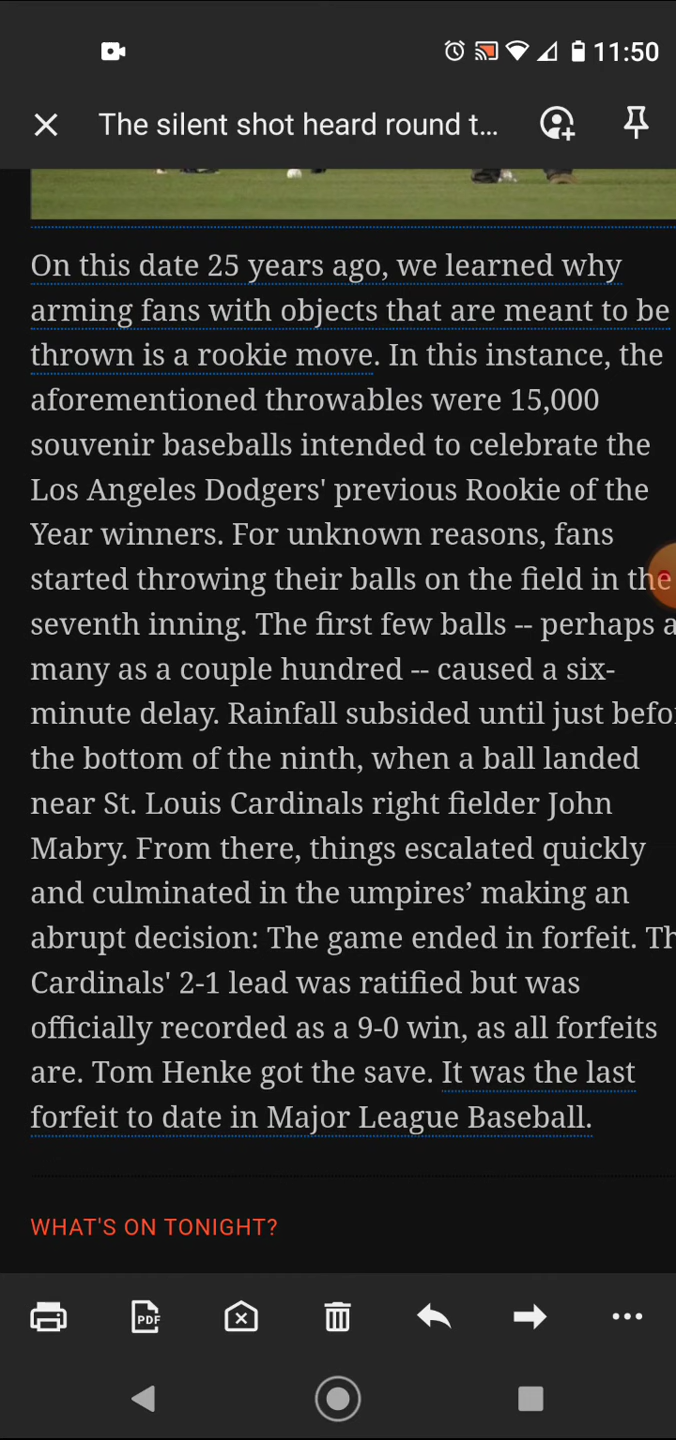 11:50
The silent shot heard round t...
On this date 25 years ago, we learned why
arming fans with objects that are meant to be
thrown is a rookie move. In this instance, the
aforementioned throwables were 15,000
souvenir baseballs intended to celebrate the
Los Angeles Dodgers' previous Rookie of the
Year winners. For unknown reasons, fans
started throwing their balls on the field in the
seventh inning. The first few balls -- perhaps a
many as a couple hundred -- caused a six-
minute delay. Rainfall subsided until just befo
the bottom of the ninth, when a ball landed
near St. Louis Cardinals right fielder John
Mabry. From there, things escalated quickly
and culminated in the umpires’ making an
abrupt decision: The game ended in forfeit. Th
Cardinals' 2-1 lead was ratified but was
officially recorded as a 9-0 win, as all forfeits
are. Tom Henke got the save. It was the last
forfeit to date in Major League Baseball.
WHAT'S ON TONIGHT?
PDF